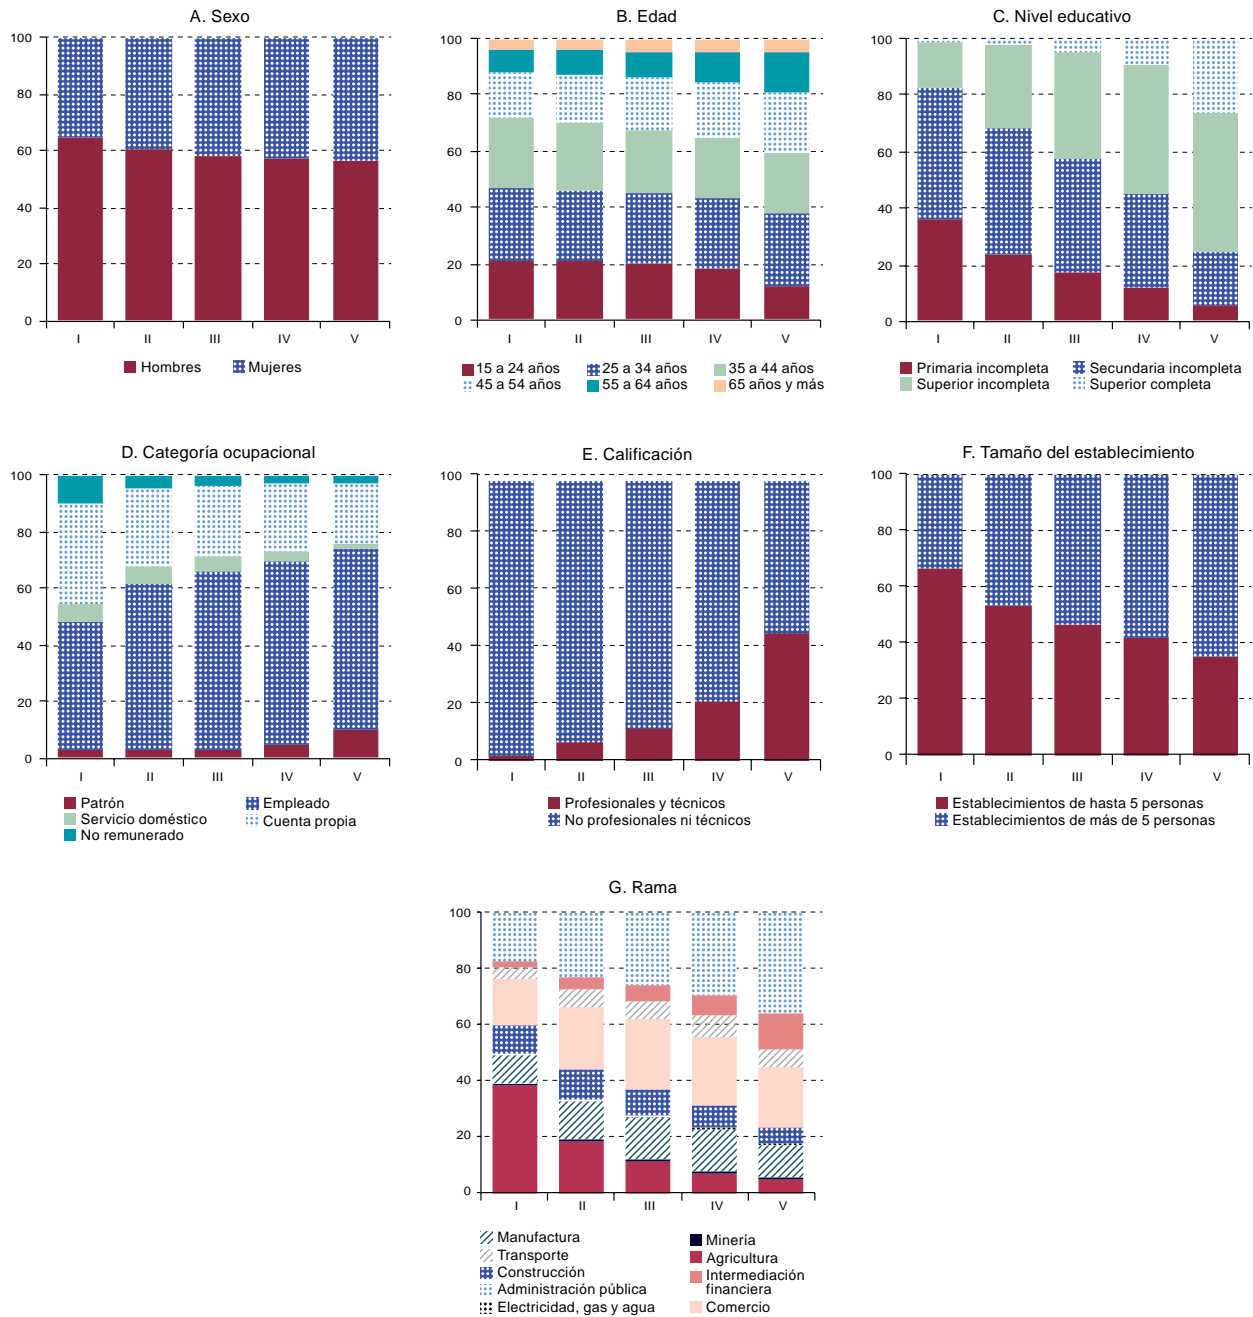 A. Sexo
100
80
60
40
20
0
I II III IV V
Hombres Mujeres
B. Edad
100
80
60
40
20
0
I II III IV V
15 a 24 años 25 a 34 años 35 a 44 años
45 a 54 años 55 a 64 años 65 años y más
C. Nivel educativo
100
80
60
40
20
0
I II III IV V
Primaria incompleta Secundaria incompleta
Superior incompleta Superior completa
D. Categoría ocupacional
100
80
60
40
20
0
I II III IV V
Patrón Empleado
Servicio doméstico Cuenta propia
No remunerado
E. Calificación
100
80
60
40
20
0
I II III IV V
Profesionales y técnicos
No profesionales ni técnicos
F. Tamaño del establecimiento
100
80
60
40
20
0
I II III IV V
Establecimientos de hasta 5 personas
Establecimientos de más de 5 personas
G. Rama
100
80
60
40
20
0
I II III IV V
Manufactura Minería
Transporte Agricultura
Construcción Intermediación
Administración pública financiera
Electricidad, gas y agua Comercio